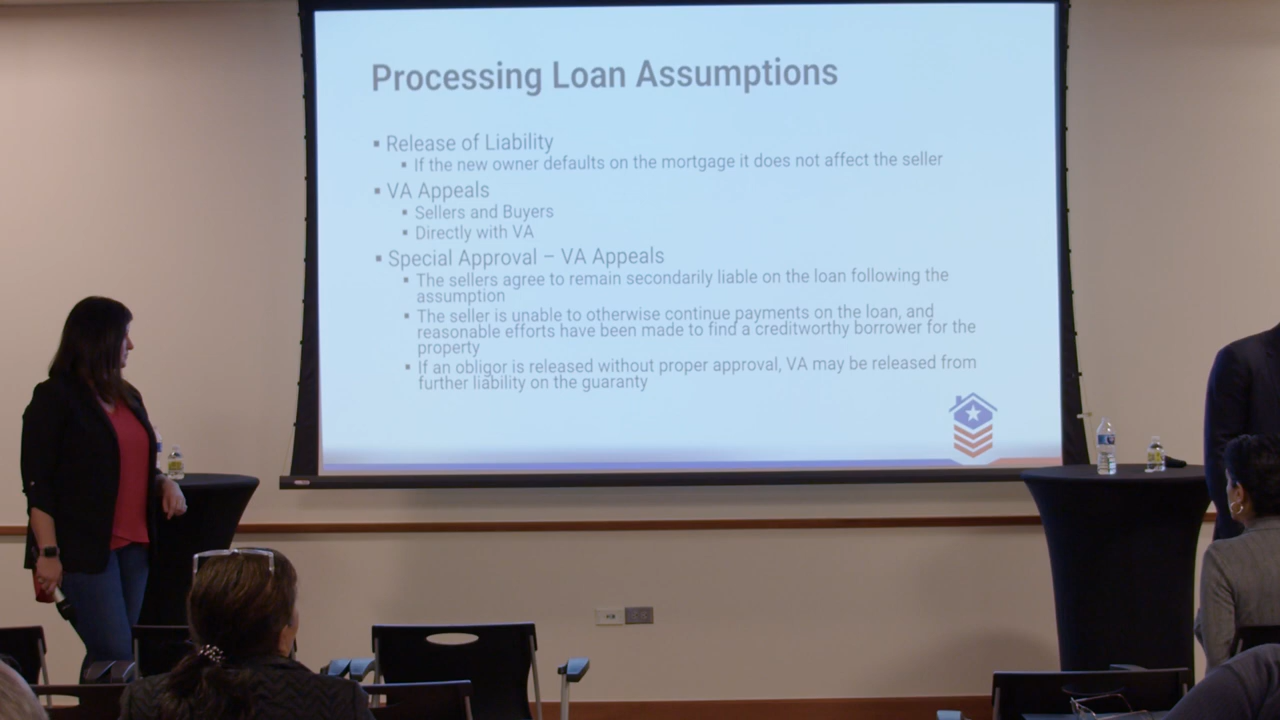 Processing Loan Assumptions
▪ Release of Liability
▪ If the new owner defaults on the mortgage it does not affect the seller
▪ VA Appeals
▪ Sellers and Buyers
▪ Directly with VA
▪ Special Approval – VA Appeals
▪ The sellers agree to remain secondarily liable on the loan following the
assumption
▪ The seller is unable to otherwise continue payments on the loan, and
reasonable efforts have been made to find a creditworthy borrower for the
property
▪ If an obligor is released without proper approval, VA may be released from
further liability on the guaranty